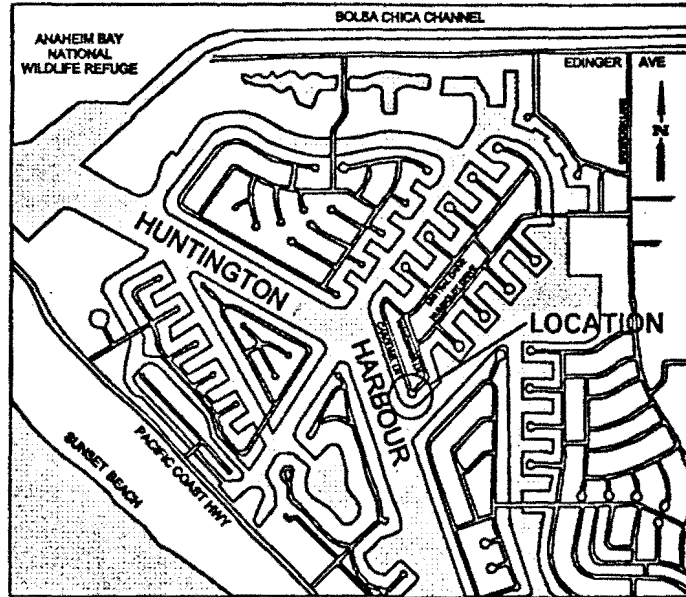 BOLSA CHICA CHANNEL
ANAHEIM BAY
NATIONAL
WILDLIFE REFUGE
EDINGER AVE
N
HUNTINGTON
HARBOUR
LOCATION
SUNSET BEACH
PACIFIC COAST HWY